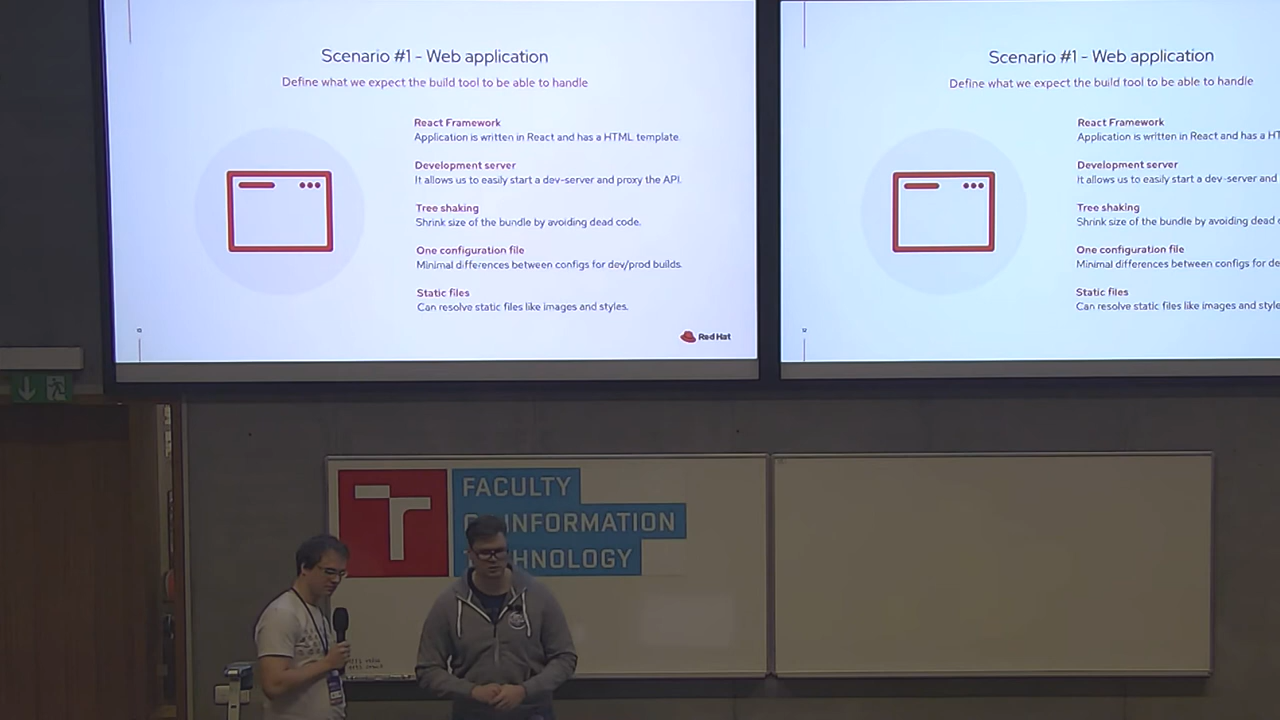 Scenario #1 - Web application
Define what we expect the build tool to be able to handle
React Framework
Application is written in React and has a HTML template.
Development server
It allows us to easily start a dev-server and proxy the API.
Tree shaking
Shrink size of the bundle by avoiding dead code.
One configuration file
Minimal differences between configs for dev/prod builds.
Static files
Can resolve static files like images and styles.
Red Hat
Scenario #1 - Web application
Define what we expect the build tool to be able to handle
React Framework
Application is written in React and has a HT
Development server
It allows us to easily start a dev-server and
Tree shaking
Shrink size of the bundle by avoiding dead
One configuration file
Minimal differences between configs for de
Static files
Can resolve static files like images and style
FACULTY
INFORMATION
HNOLOGY